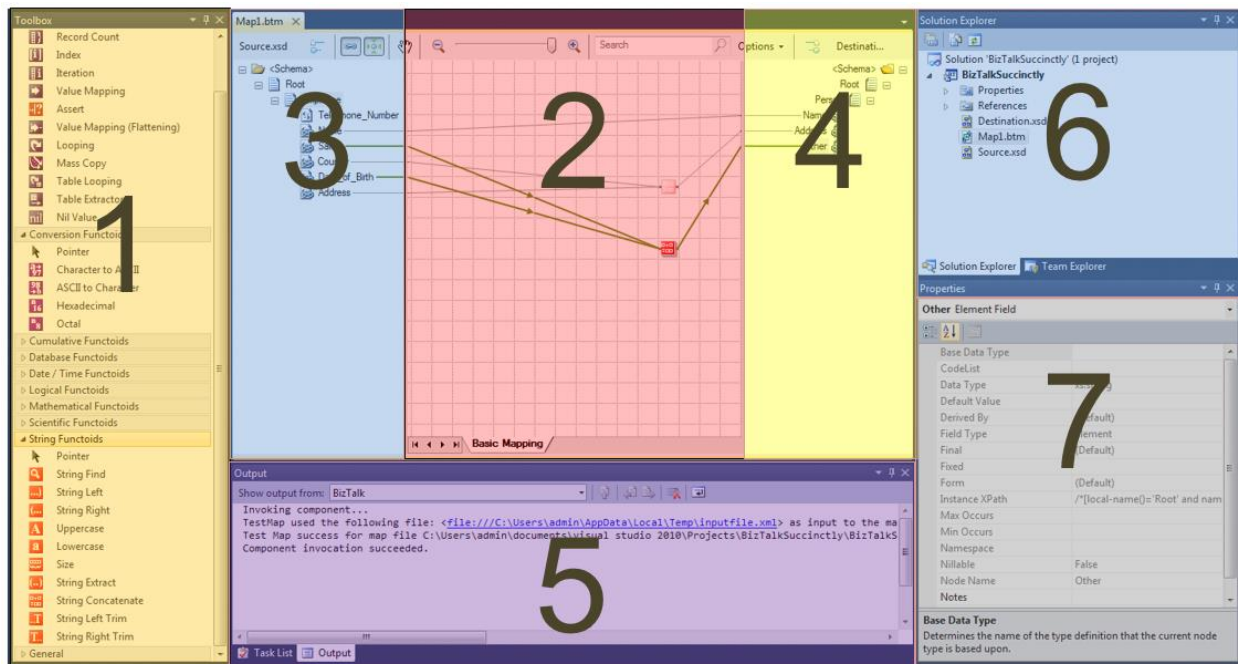 Toolbox
Record Count
Index
Iteration
Value Mapping
Assert
Value Mapping (Flattening)
Looping
Mass Copy
Table Looping
Table Extractor
Nil Value
Conversion Functoids
Pointer
Character to ASCII
ASCII to Character
Hexadecimal
Octal
Cumulative Functoids
Database Functoids
Date / Time Functoids
Logical Functoids
Mathematical Functoids
Scientific Functoids
String Functoids
Pointer
String Find
String Left
String Right
Uppercase
Lowercase
Size
String Extract
String Concatenate
String Left Trim
String Right Trim
General
1
Map1.btm
Source.xsd
<Schema>
Root
Telephone_Number
Name
Address
3
Search
2
Basic Mapping
Options
Destinati...
<Schema>
Root
4
Output
Show output from: BizTalk
Invoking component...
TestMap used the following file: <file:///C:\Users\admin\AppData\Local\Temp\inputfile.xml> as input to the ma
Test Map success for map file C:\Users\admin\documents\visual studio 2010\Projects\BizTalkSuccinctly\BizTalkS
Component invocation succeeded.
5
Task List Output
Solution Explorer
Solution 'BizTalkSuccinctly' (1 project)
BizTalkSuccinctly
Properties
References
Destination.xsd
Map1.btm
Source.xsd
6
Solution Explorer Team Explorer
Properties
Other Element Field
Base Data Type
CodeList
Data Type
Default Value
Derived By (Default)
Field Type Element
Final (Default)
Fixed
Form (Default)
Instance XPath /*[local-name()='Root' and nam
Max Occurs
Min Occurs
Namespace
Nillable False
Node Name Other
Notes
7
Base Data Type
Determines the name of the type definition that the current node
type is based upon.